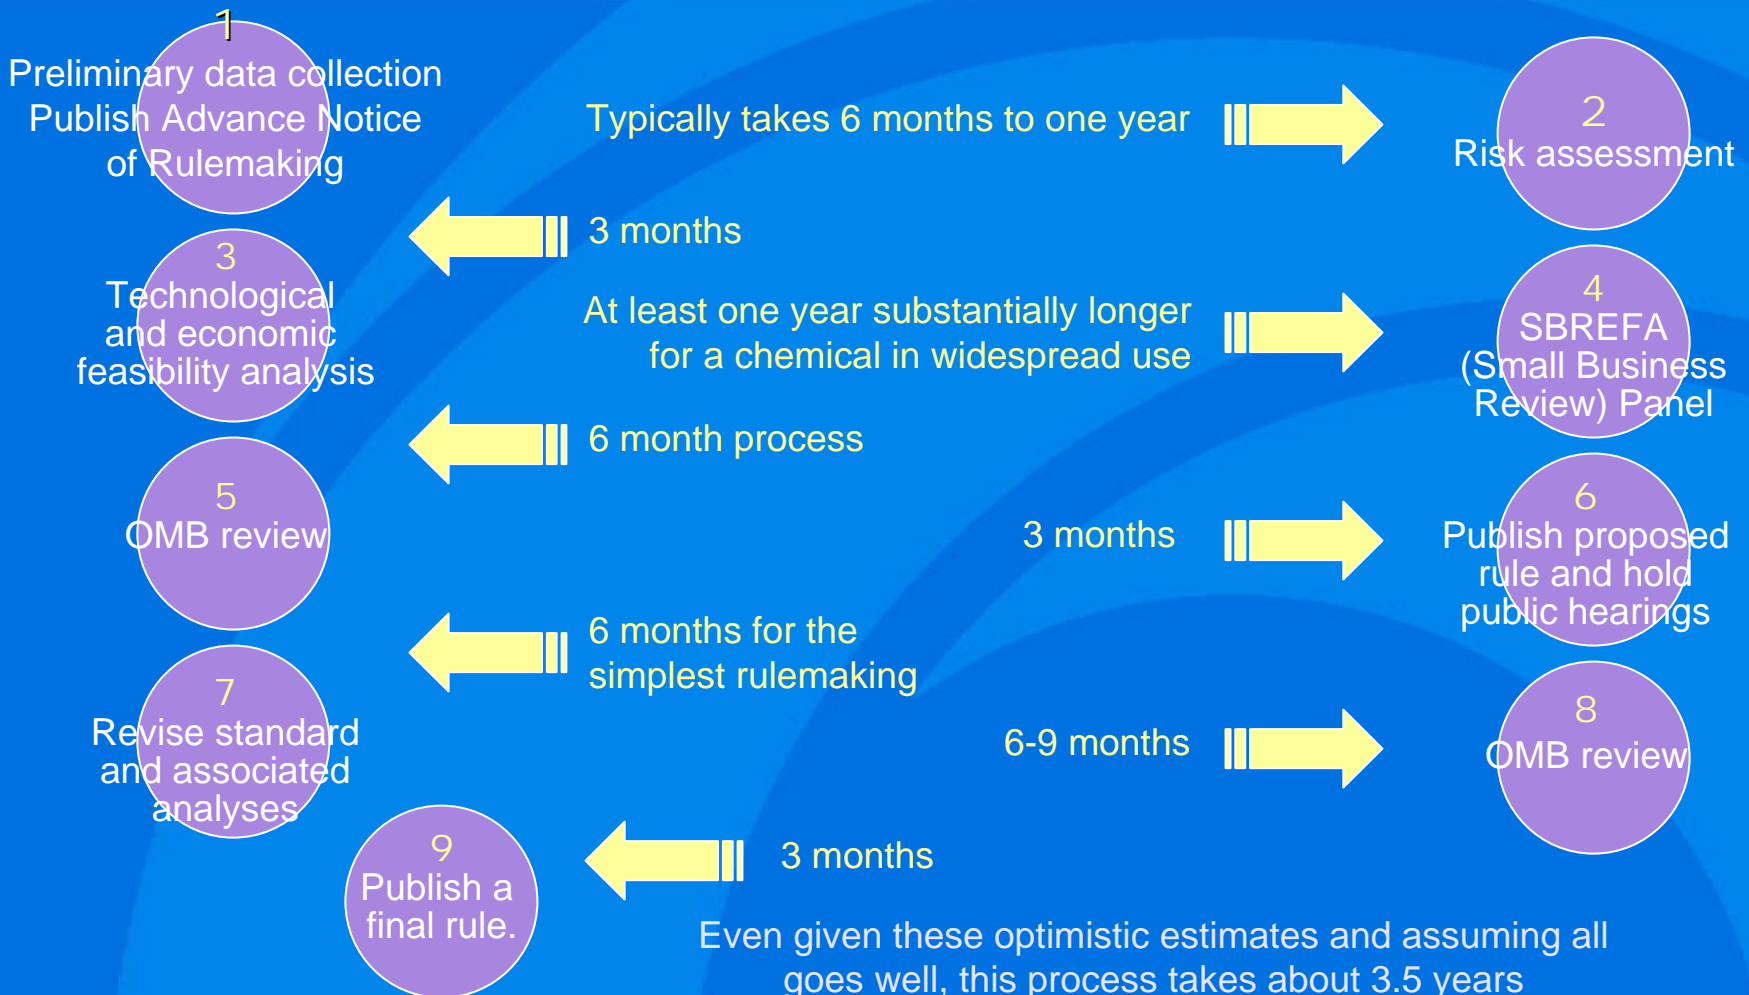 1
Preliminary data collection
Publish Advance Notice
of Rulemaking
Typically takes 6 months to one year
2
Risk assessment
3 months
3
Technological
and economic
feasibility analysis
At least one year substantially longer
for a chemical in widespread use
4
SBREFA
(Small Business
Review) Panel
6 month process
5
OMB review
3 months
6
Publish proposed
rule and hold
public hearings
6 months for the
simplest rulemaking
7
Revise standard
and associated
analyses
6-9 months
8
OMB review
3 months
9
Publish a
final rule.
Even given these optimistic estimates and assuming all
goes well, this process takes about 3.5 years